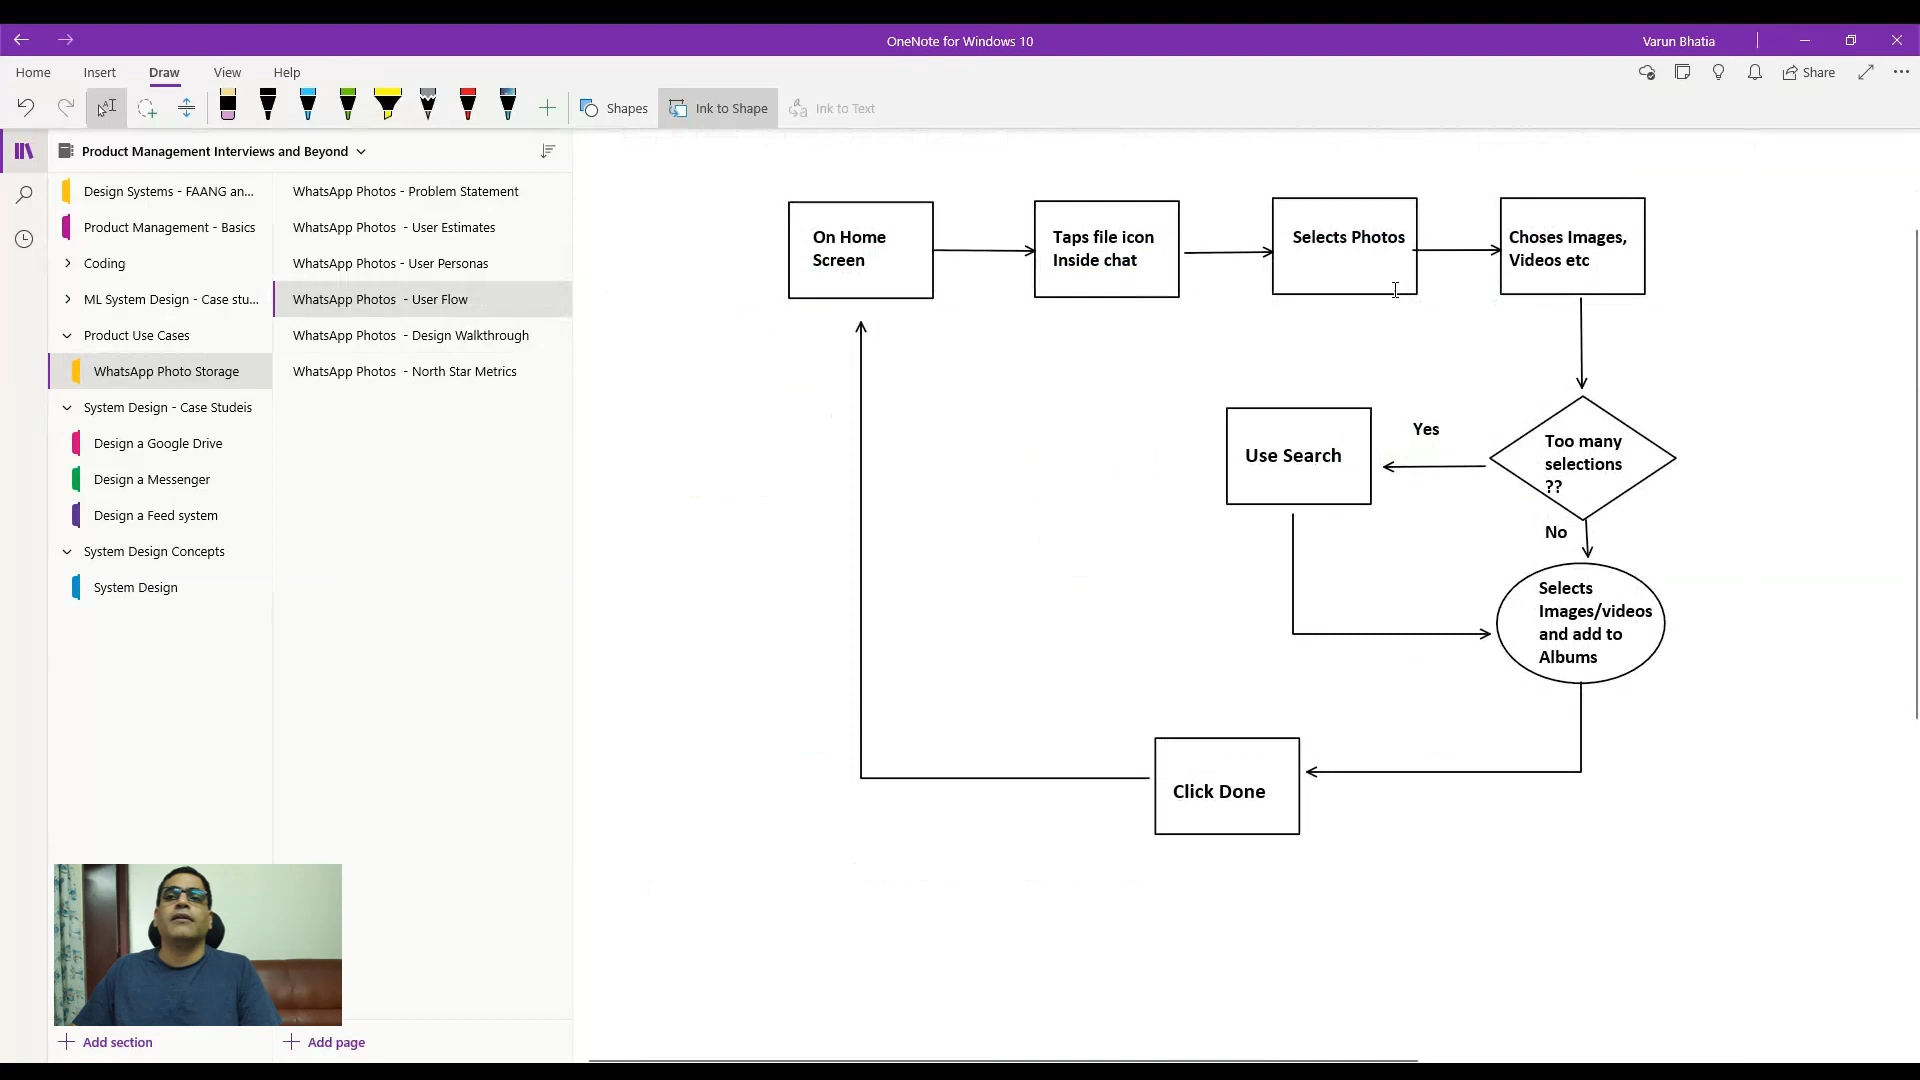 OneNote for Windows 10
Varun Bhatia
Home
Insert
Draw
View
Help
Share
Shapes
Ink to Shape
Ink to Text
Product Management Interviews and Beyond
Design Systems - FAANG an...
Product Management - Basics
Coding
ML System Design - Case stu...
Product Use Cases
WhatsApp Photo Storage
System Design - Case Studeis
Design a Google Drive
Design a Messenger
Design a Feed system
System Design Concepts
System Design
Add section
WhatsApp Photos - Problem Statement
WhatsApp Photos - User Estimates
WhatsApp Photos - User Personas
WhatsApp Photos - User Flow
WhatsApp Photos - Design Walkthrough
WhatsApp Photos - North Star Metrics
Add page
On Home
Screen
Taps file icon
Inside chat
Selects Photos
Choses Images,
Videos etc
Too many
selections
??
Yes
Use Search
No
Selects
Images/videos
and add to
Albums
Click Done